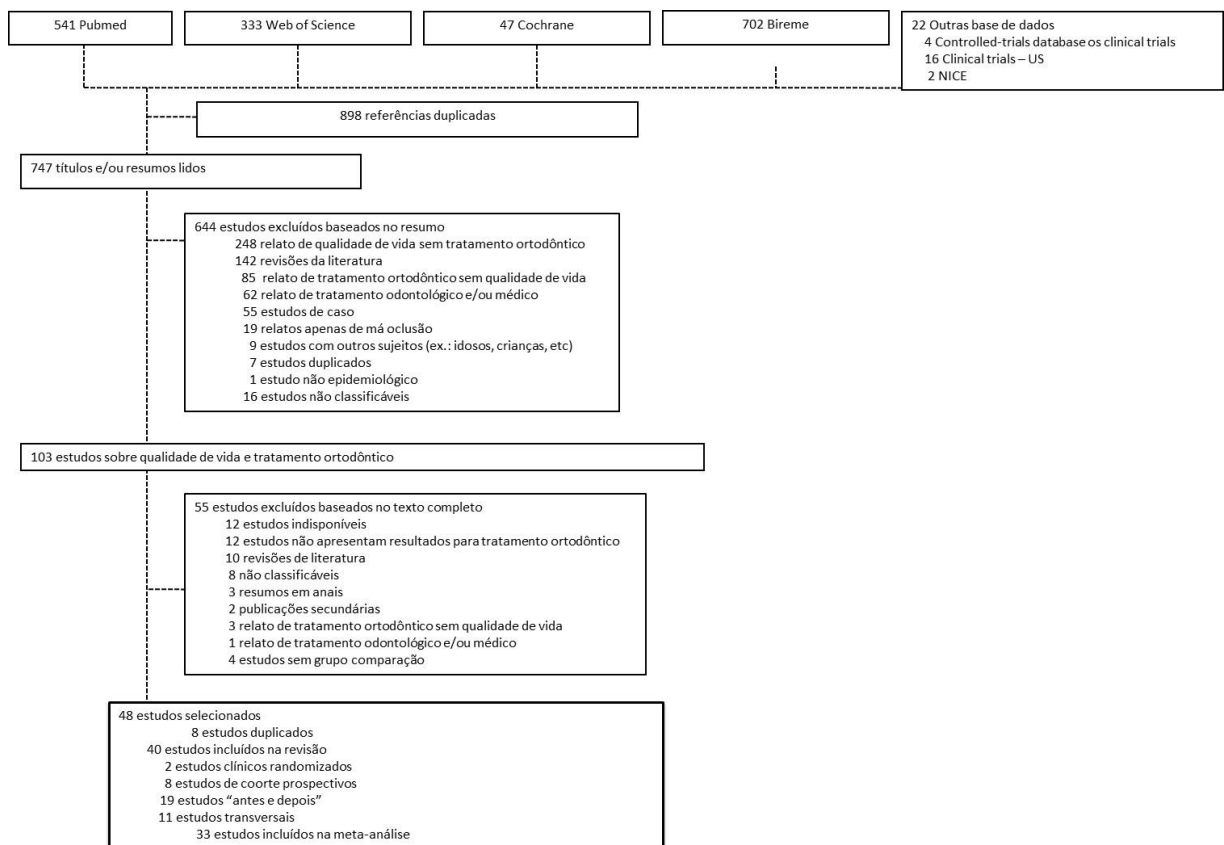 541 Pubmed
333 Web of Science
47 Cochrane
702 Bireme
22 Outras base de dados
4 Controlled-trials database os clinical trials
16 Clinical trials – US
2 NICE
898 referências duplicadas
747 títulos e/ou resumos lidos
644 estudos excluídos baseados no resumo
248 relato de qualidade de vida sem tratamento ortodôntico
142 revisões da literatura
85 relato de tratamento ortodôntico sem qualidade de vida
62 relato de tratamento odontológico e/ou médico
55 estudos de caso
19 relatos apenas de má oclusão
9 estudos com outros sujeitos (ex.: idosos, crianças, etc)
7 estudos duplicados
1 estudo não epidemiológico
16 estudos não classificáveis
103 estudos sobre qualidade de vida e tratamento ortodôntico
55 estudos excluídos baseados no texto completo
12 estudos indisponíveis
12 estudos não apresentam resultados para tratamento ortodôntico
10 revisões de literatura
8 não classificáveis
3 resumos em anais
2 publicações secundárias
3 relato de tratamento ortodôntico sem qualidade de vida
1 relato de tratamento odontológico e/ou médico
4 estudos sem grupo comparação
48 estudos selecionados
8 estudos duplicados
40 estudos incluídos na revisão
2 estudos clínicos randomizados
8 estudos de coorte prospectivos
19 estudos “antes e depois”
11 estudos transversais
33 estudos incluídos na meta-análise